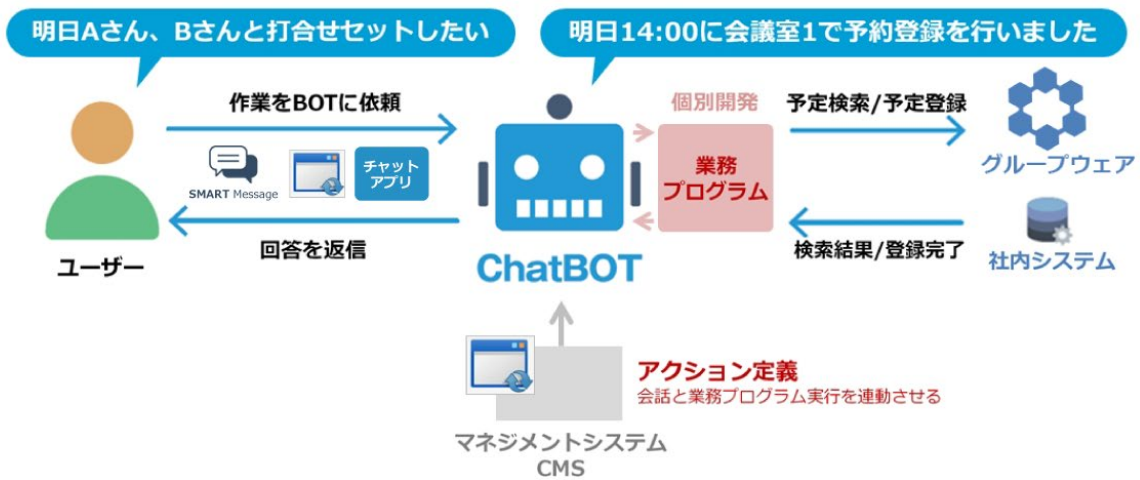 明日Aさん、Bさんと打合せセットしたい
明日14:00に会議室1で予約登録を行いました
作業をBOTに依頼
個別開発
予定検索/予定登録
SMART Message
チャット
アプリ
業務
プログラム
グループウェア
回答を返信
検索結果/登録完了
ユーザー
ChatBOT
社内システム
アクション定義
会話と業務プログラム実行を連動させる
マネジメントシステム
CMS